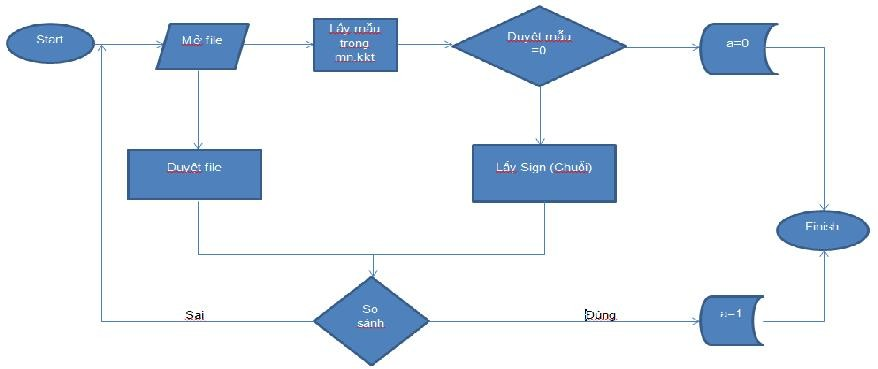 Start
Mở file
Lấy mẫu
trong
mn.kkt
Duyệt mẫu
=0
a=0
Duyệt file
Lấy Sign (Chuỗi)
Finish
So
sánh
Sai
Đúng
a=1